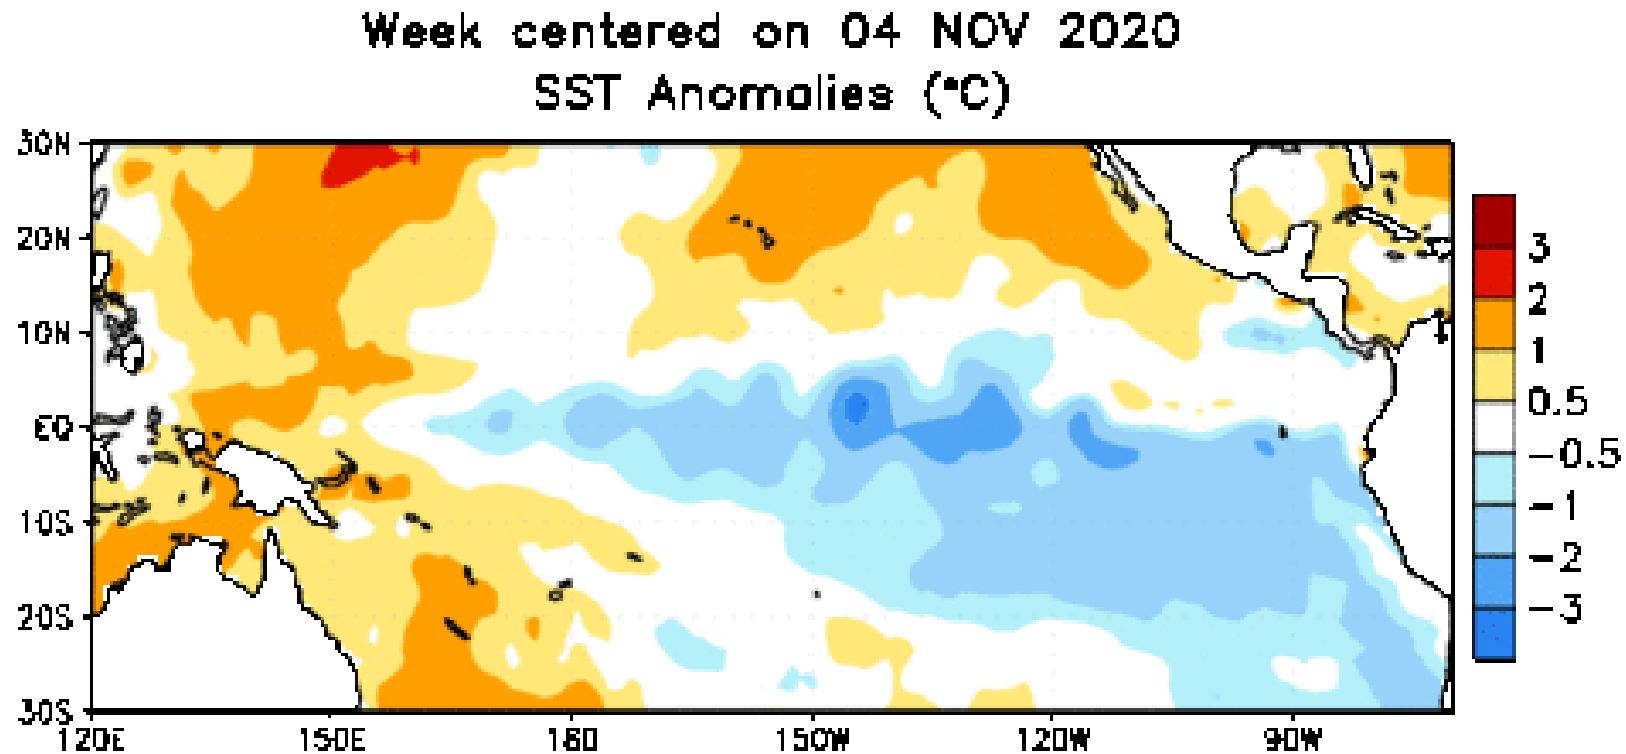 Week centered on 04 NOV 2020
SST Anomalies (°C)
30N
20N
10N
EQ
10S
20S
30S
120E 150E 180 150W 120W 90W
3
2
1
0.5
-0.5
-1
-2
-3